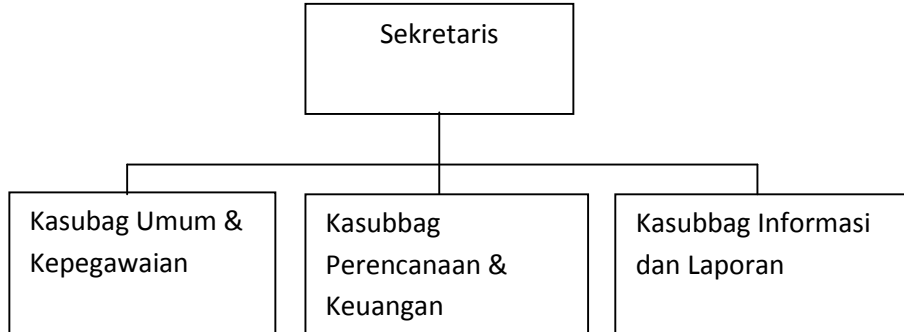 Sekretaris
Kasubag Umum &
Kepegawaian
Kasubbag
Perencanaan &
Keuangan
Kasubbag Informasi
dan Laporan